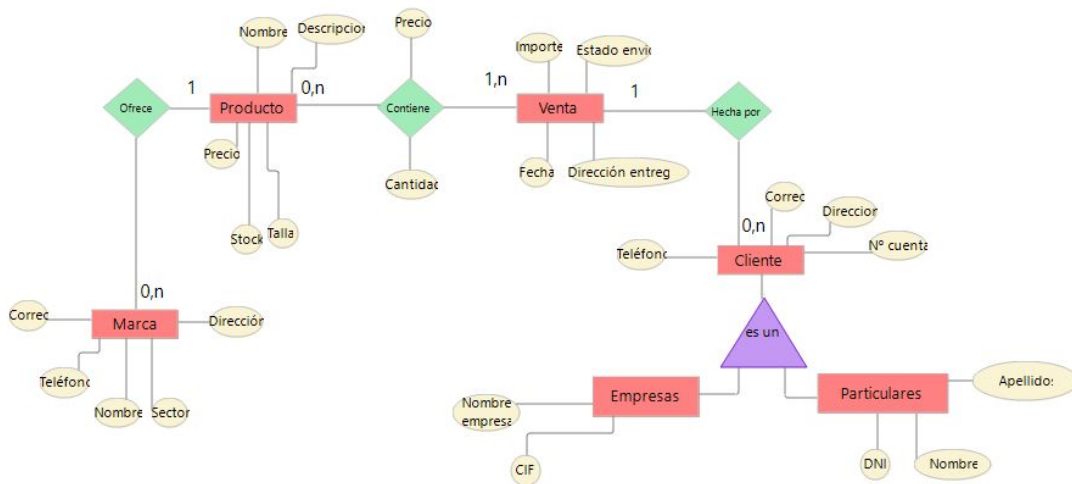 Nombre
Descripcion
Precio
Importe
Estado envio
1
0,n
1,n
1
Ofrece
Producto
Contiene
Venta
Hecha por
Precio
Fecha
Dirección entreg
Cantidad
Stock
Talla
Correo
Direccion
0,n
Nº cuenta
Teléfono
Cliente
0,n
Correo
Marca
Dirección
es un
Teléfono
Nombre
Sector
Empresas
Particulares
Apellidos
Nombre
empresa
CIF
DNI
Nombre